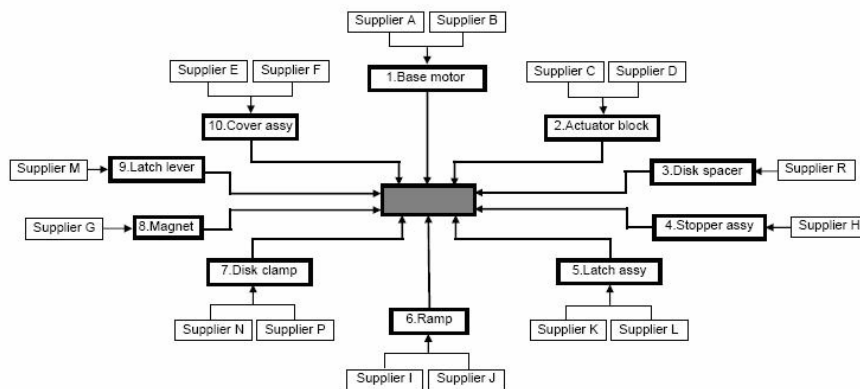 Supplier A
Supplier B
Supplier E
Supplier F
1.Base motor
Supplier C
Supplier D
10.Cover assy
2.Actuator block
Supplier M
9.Latch lever
3.Disk spacer
Supplier R
Supplier G
8.Magnet
4.Stopper assy
Supplier H
7.Disk clamp
5.Latch assy
Supplier N
Supplier P
6.Ramp
Supplier K
Supplier L
Supplier I
Supplier J